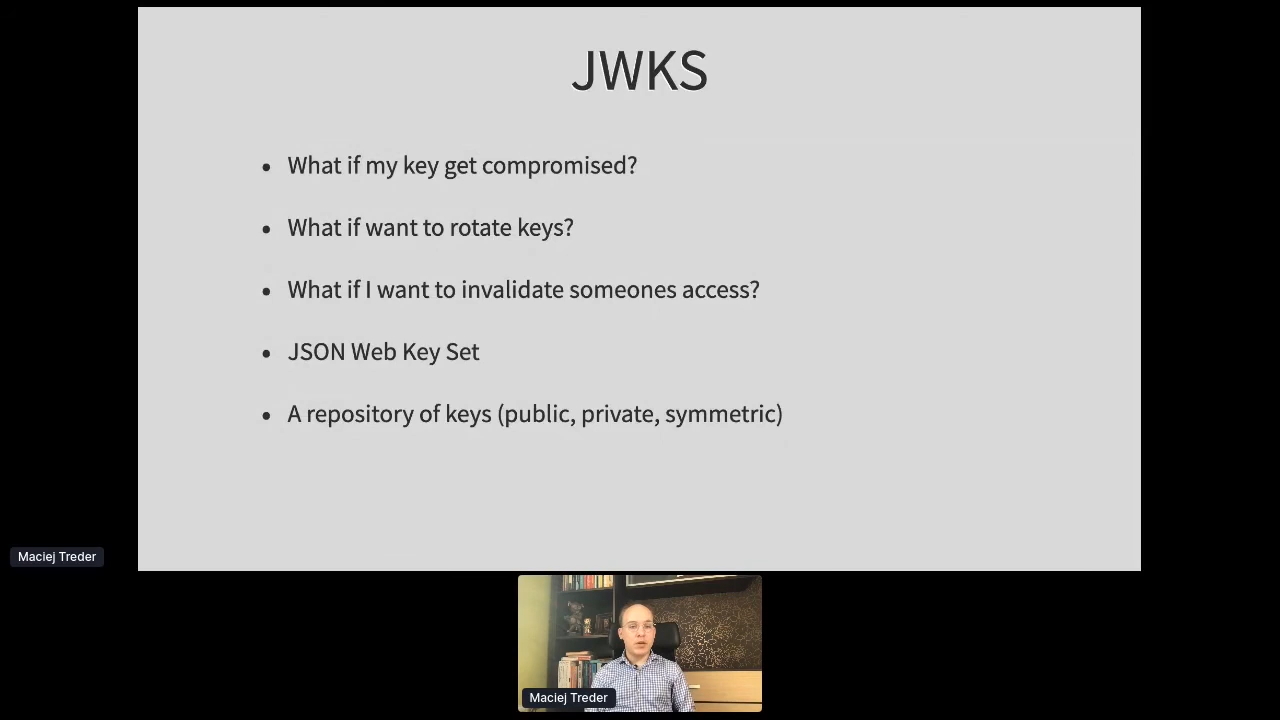 JWKS
• What if my key get compromised?
• What if want to rotate keys?
• What if I want to invalidate someones access?
• JSON Web Key Set
• A repository of keys (public, private, symmetric)
Maciej Treder
Maciej Treder